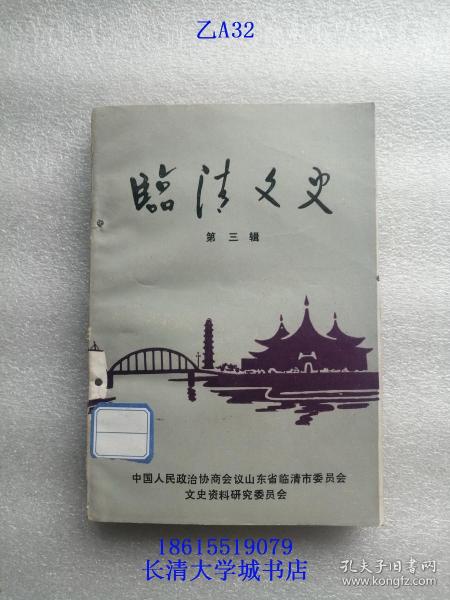 乙A32
臨清文史
第三辑
中国人民政治协商会议山东省临清市委员会
文史资料研究委员会
18615519079
长清大学城书店
孔夫子旧书网
www.kongfz.com